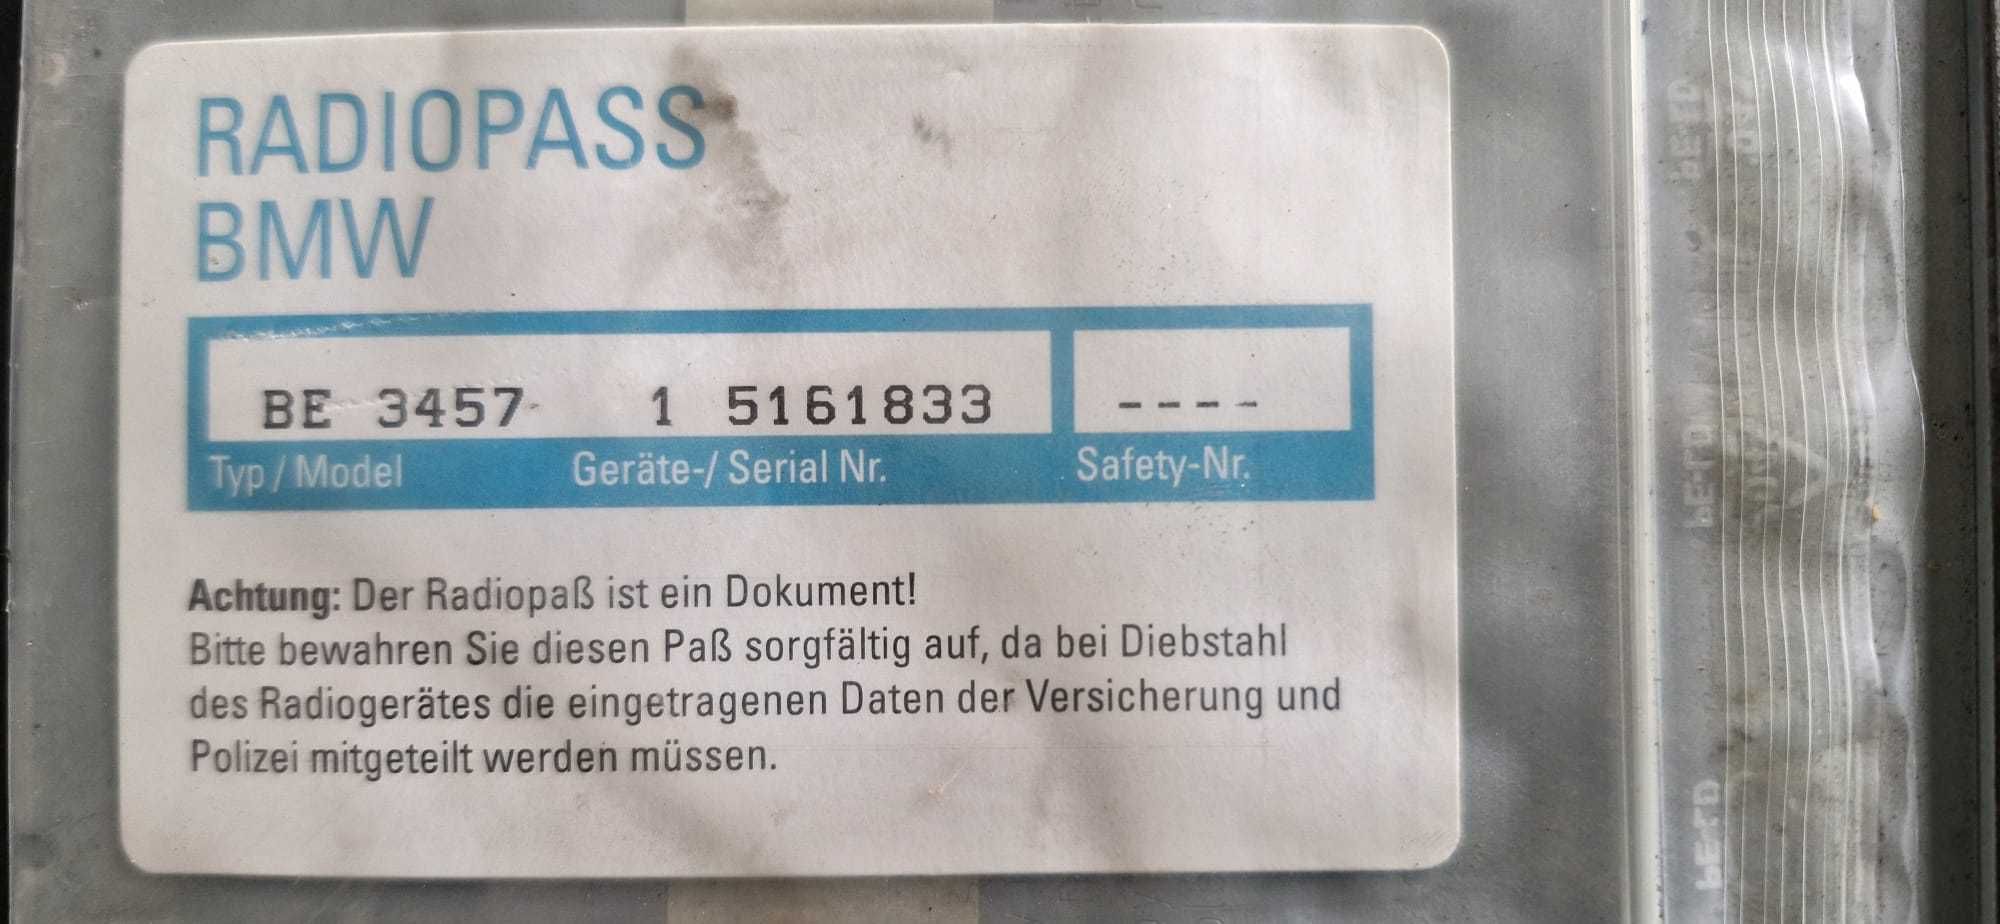 RADIOPASS
BMW
BE 3457 1 5161833 ----
Typ / Model Geräte-/ Serial Nr. Safety-Nr.
Achtung: Der Radiopaß ist ein Dokument!
Bitte bewahren Sie diesen Paß sorgfältig auf, da bei Diebstahl
des Radiogerätes die eingetragenen Daten der Versicherung und
Polizei mitgeteilt werden müssen.